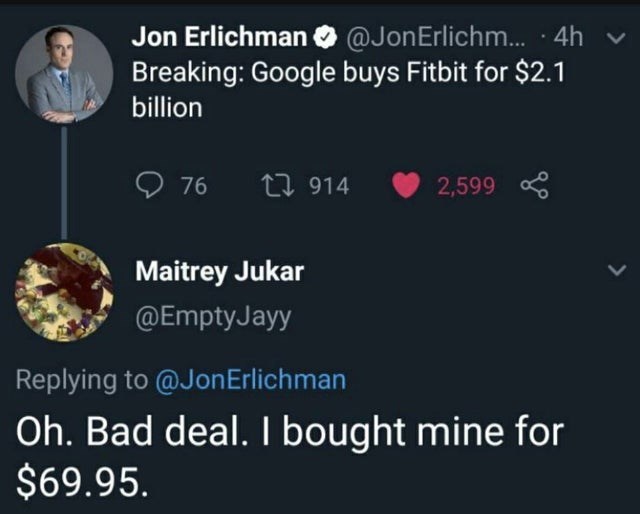 Jon Erlichman @JonErlichm... · 4h
Breaking: Google buys Fitbit for $2.1
billion
76 914 2,599
Maitrey Jukar
@EmptyJayy
Replying to @JonErlichman
Oh. Bad deal. I bought mine for
$69.95.